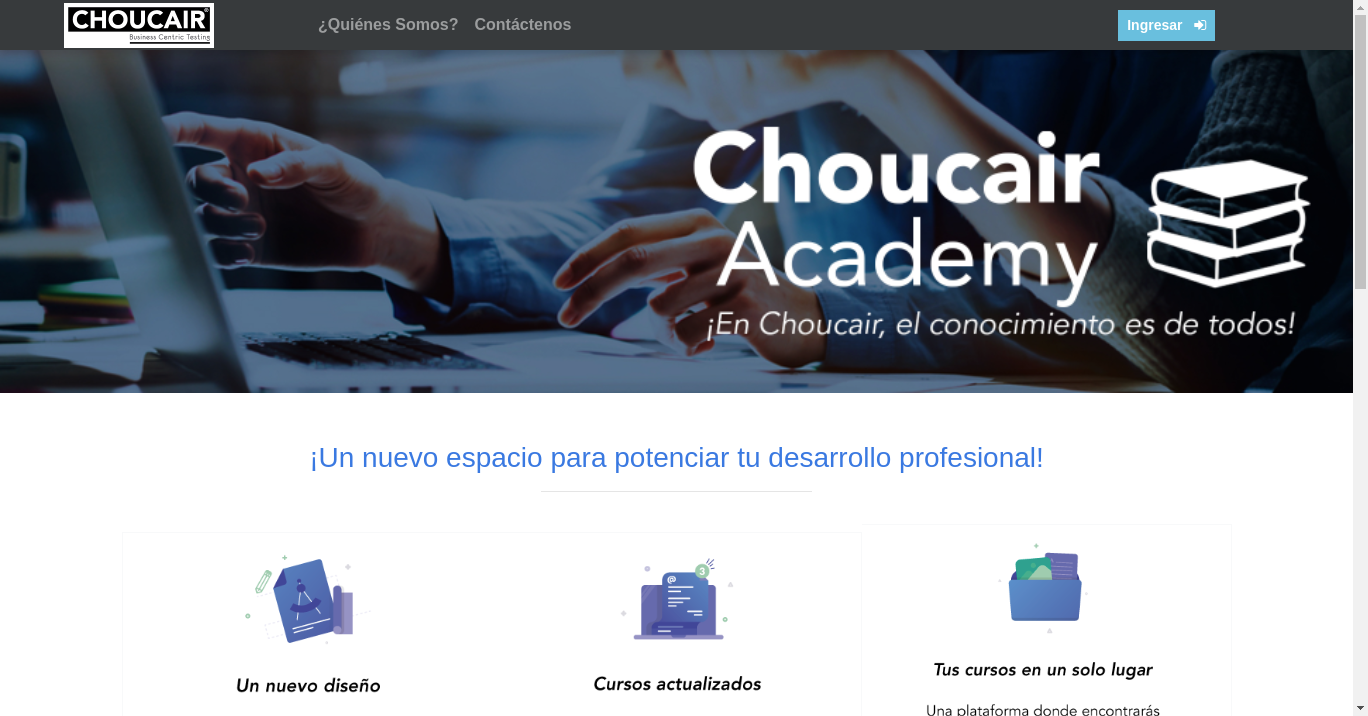 CHOUCAIR®
Business Centric Testing
¿Quiénes Somos? Contáctenos
Ingresar
Choucair
Academy
¡En Choucair, el conocimiento es de todos!
¡Un nuevo espacio para potenciar tu desarrollo profesional!
@ 3
Un nuevo diseño
Cursos actualizados
Tus cursos en un solo lugar
Una plataforma donde encontrarás